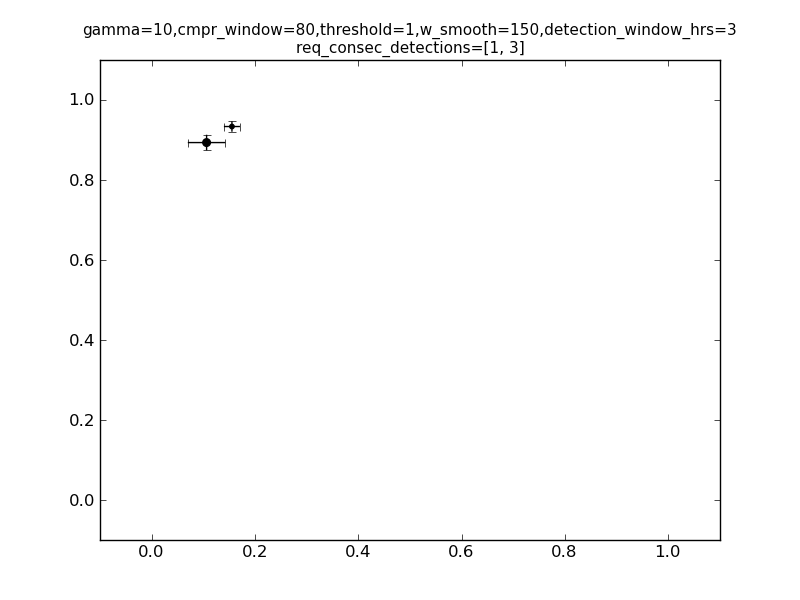 gamma=10,cmpr_window=80,threshold=1,w_smooth=150,detection_window_hrs=3
req_consec_detections=[1, 3]
1.0
0.8
0.6
0.4
0.2
0.0
0.0 0.2 0.4 0.6 0.8 1.0